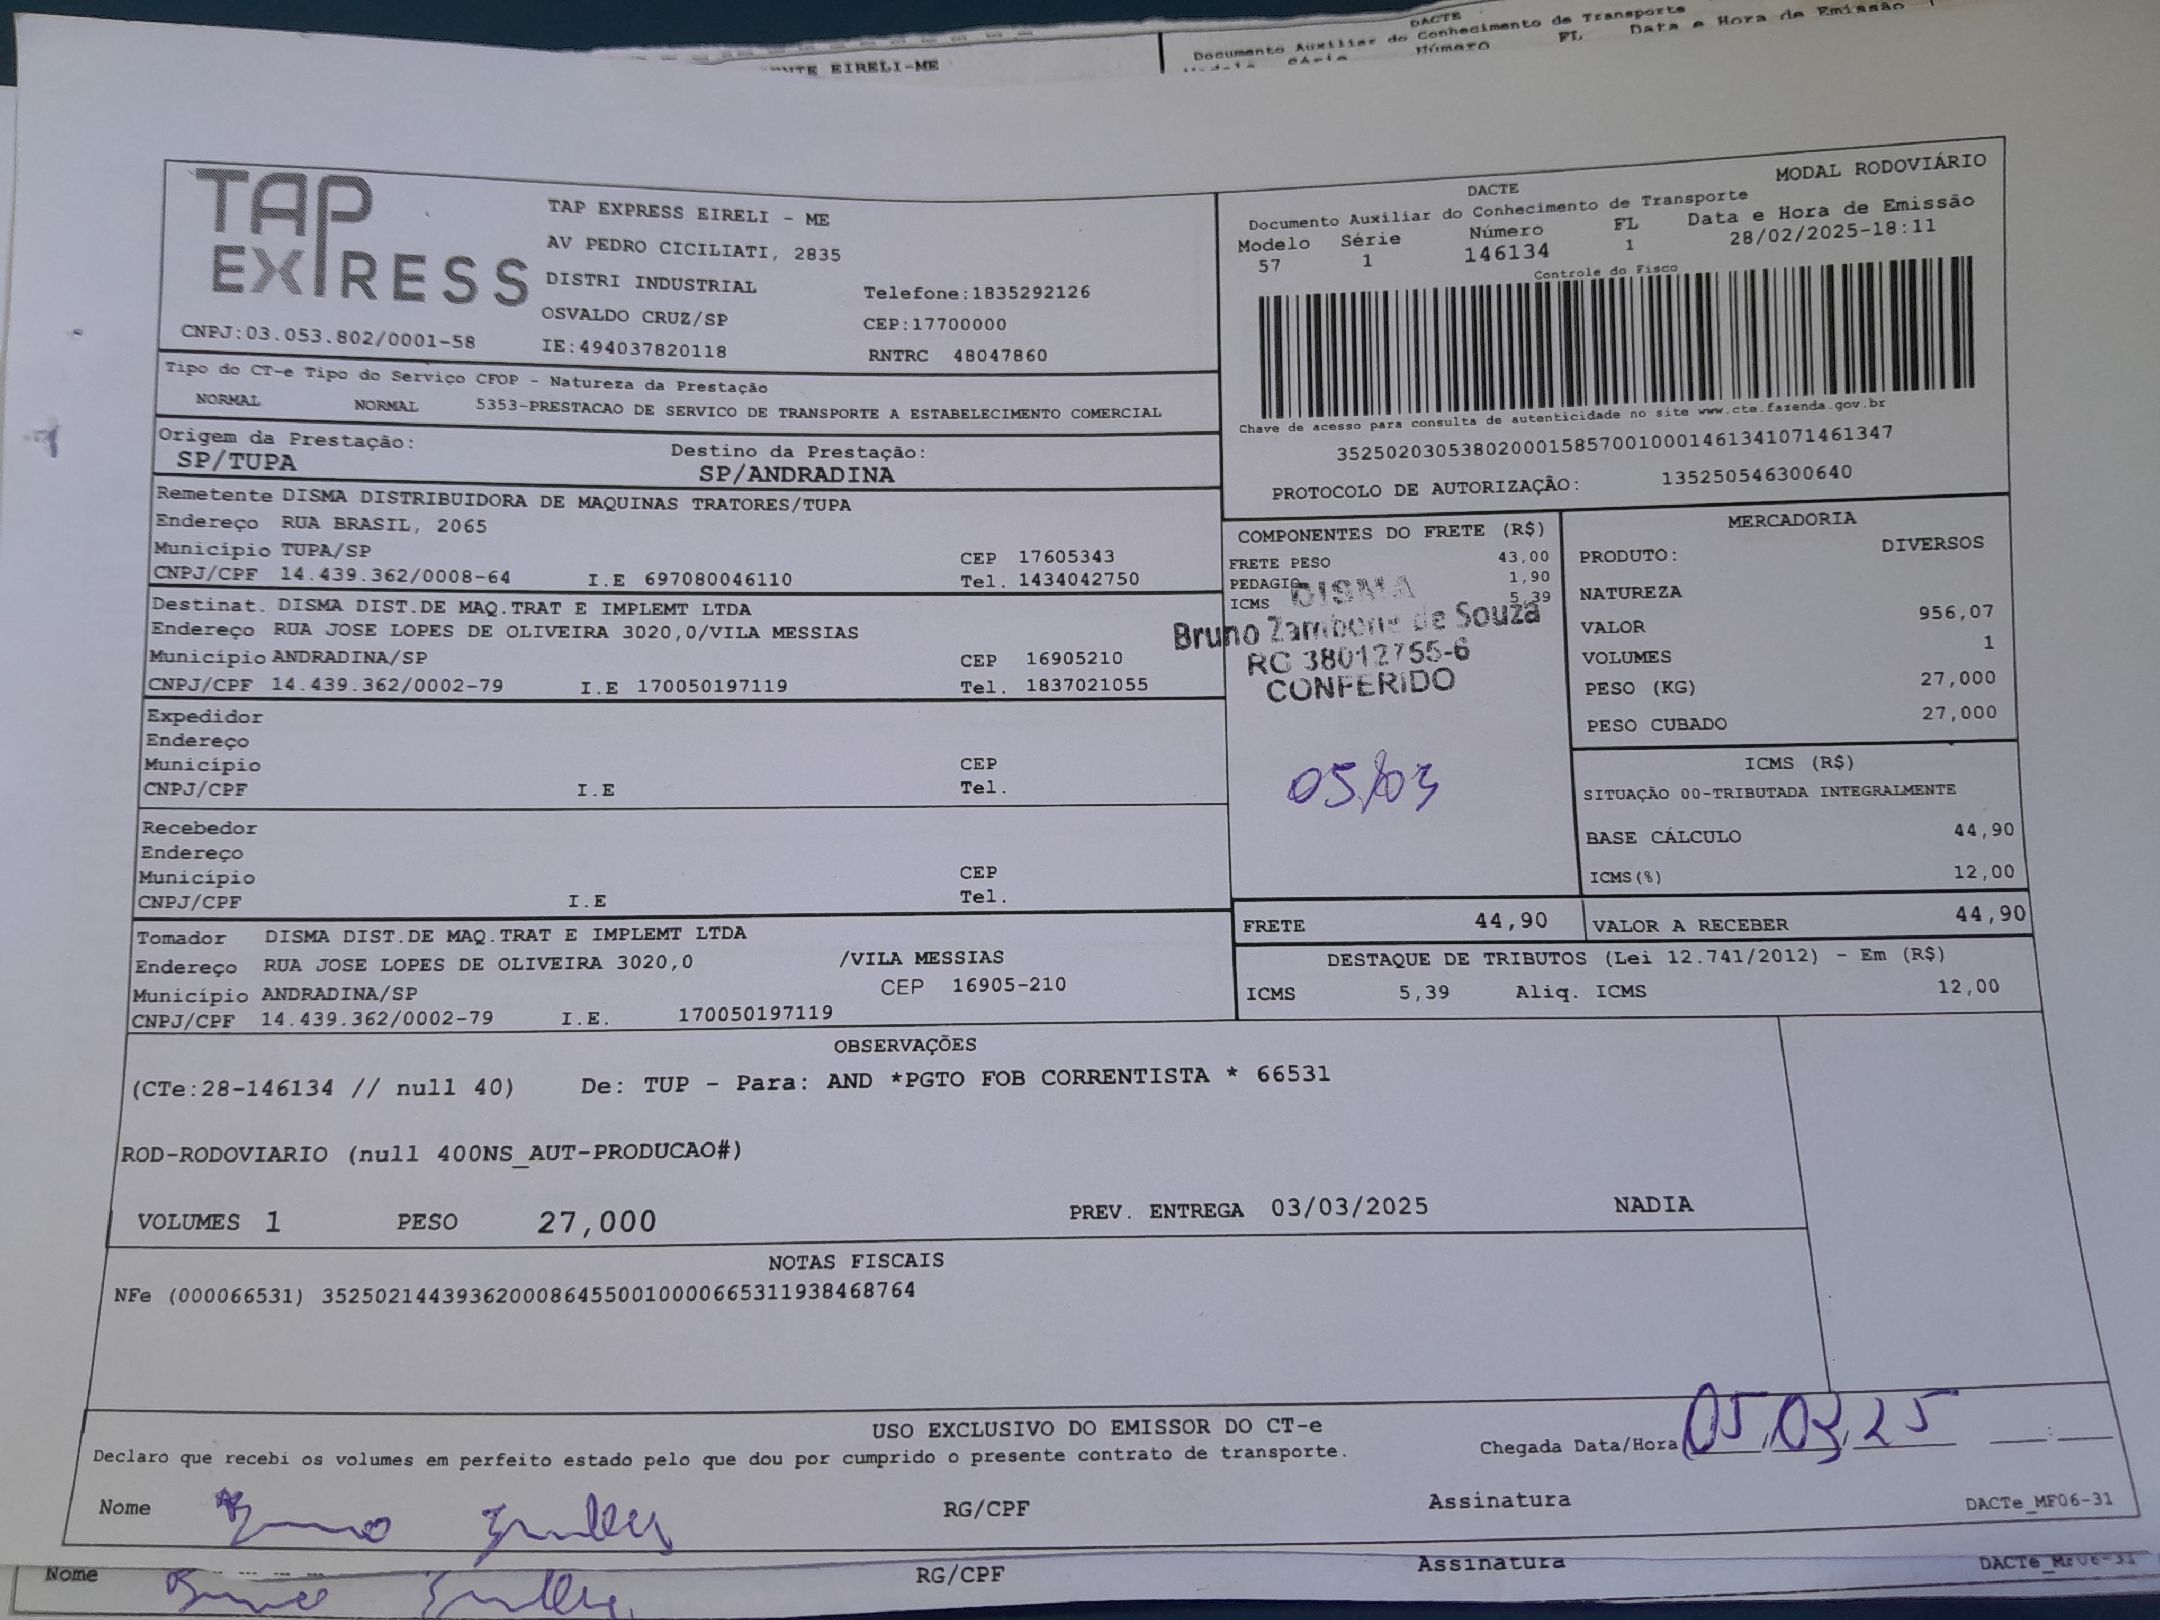 DACTE
Documento Auxiliar do Conhecimento de Transporte
Número FL Data e Hora de Emissão
EIRELI-ME
TAP
EXPRESS
CNPJ:03.053.802/0001-58
TAP EXPRESS EIRELI - ME
AV PEDRO CICILIATI, 2835
DISTRI INDUSTRIAL
OSVALDO CRUZ/SP
IE:494037820118
Telefone:1835292126
CEP:17700000
RNTRC 48047860
MODAL RODOVIÁRIO
DACTE
Documento Auxiliar do Conhecimento de Transporte
Modelo Série Número FL Data e Hora de Emissão
57 1 146134 1 28/02/2025-18:11
Controle do Fisco
Chave de acesso para consulta de autenticidade no site www.cte.fazenda.gov.br
35250203053802000158570010001461341071461347
PROTOCOLO DE AUTORIZAÇÃO: 135250546300640
Tipo do CT-e Tipo do Serviço CFOP - Natureza da Prestação
NORMAL NORMAL 5353-PRESTACAO DE SERVICO DE TRANSPORTE A ESTABELECIMENTO COMERCIAL
Origem da Prestação: Destino da Prestação:
SP/TUPA SP/ANDRADINA
Remetente DISMA DISTRIBUIDORA DE MAQUINAS TRATORES/TUPA
Endereço RUA BRASIL, 2065
Município TUPA/SP CEP 17605343
CNPJ/CPF 14.439.362/0008-64 I.E 697080046110 Tel. 1434042750
Destinat. DISMA DIST.DE MAQ.TRAT E IMPLEMT LTDA
Endereço RUA JOSE LOPES DE OLIVEIRA 3020,0/VILA MESSIAS
Município ANDRADINA/SP CEP 16905210
CNPJ/CPF 14.439.362/0002-79 I.E 170050197119 Tel. 1837021055
Expedidor
Endereço
Município CEP
CNPJ/CPF I.E Tel.
Recebedor
Endereço
Município CEP
CNPJ/CPF I.E Tel.
Tomador DISMA DIST.DE MAQ.TRAT E IMPLEMT LTDA
Endereço RUA JOSE LOPES DE OLIVEIRA 3020,0 /VILA MESSIAS
Município ANDRADINA/SP CEP 16905-210
CNPJ/CPF 14.439.362/0002-79 I.E. 170050197119
COMPONENTES DO FRETE (R$)
FRETE PESO 43,00
PEDAGIO 1,90
ICMS 5,39
DISMA
Bruno Zambone de Souza
RG 38012755-6
CONFERIDO
05/03
MERCADORIA
PRODUTO: DIVERSOS
NATUREZA
VALOR 956,07
VOLUMES 1
PESO (KG) 27,000
PESO CUBADO 27,000
ICMS (R$)
SITUAÇÃO 00-TRIBUTADA INTEGRALMENTE
BASE CÁLCULO 44,90
ICMS(%) 12,00
FRETE 44,90 VALOR A RECEBER 44,90
DESTAQUE DE TRIBUTOS (Lei 12.741/2012) - Em (R$)
ICMS 5,39 Aliq. ICMS 12,00
OBSERVAÇÕES
(CTe:28-146134 // null 40) De: TUP - Para: AND *PGTO FOB CORRENTISTA * 66531
ROD-RODOVIARIO (null 400NS_AUT-PRODUCAO#)
VOLUMES 1 PESO 27,000 PREV. ENTREGA 03/03/2025 NADIA
NOTAS FISCAIS
NFe (000066531) 35250214439362000864550010000665311938468764
USO EXCLUSIVO DO EMISSOR DO CT-e
Declaro que recebi os volumes em perfeito estado pelo que dou por cumprido o presente contrato de transporte.
Chegada Data/Hora 05/03/25 :
Nome Bruno RG/CPF Assinatura DACTe_MF06-31
Nome Bruno RG/CPF Assinatura DACTe_MF06-31